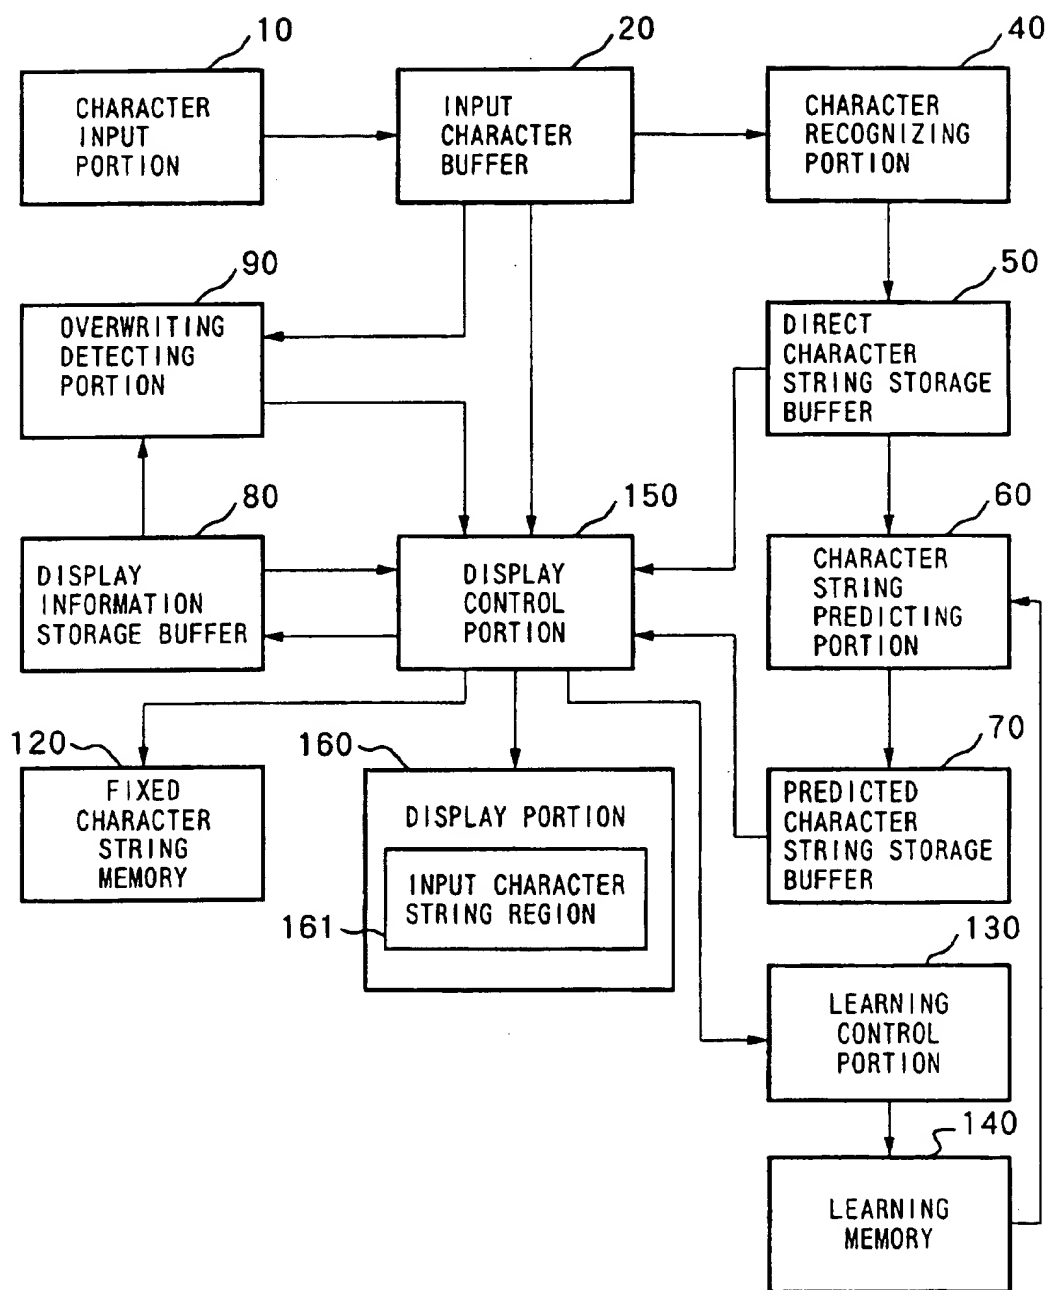 10
CHARACTER
INPUT
PORTION
20
INPUT
CHARACTER
BUFFER
40
CHARACTER
RECOGNIZING
PORTION
90
OVERWRITING
DETECTING
PORTION
50
DIRECT
CHARACTER
STRING STORAGE
BUFFER
80
DISPLAY
INFORMATION
STORAGE BUFFER
150
DISPLAY
CONTROL
PORTION
60
CHARACTER
STRING
PREDICTING
PORTION
120
FIXED
CHARACTER
STRING
MEMORY
160
DISPLAY PORTION
INPUT CHARACTER
STRING REGION
161
70
PREDICTED
CHARACTER
STRING STORAGE
BUFFER
130
LEARNING
CONTROL
PORTION
140
LEARNING
MEMORY